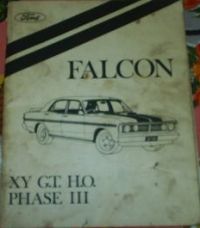 Ford
FALCON
XY G.T. H.O.
PHASE III